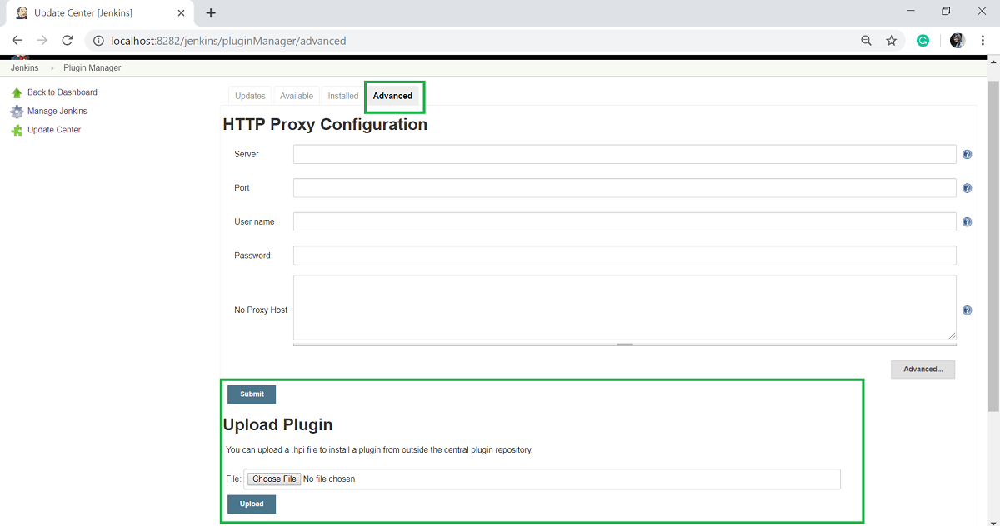 Update Center [Jenkins]
localhost:8282/jenkins/pluginManager/advanced
Jenkins Plugin Manager
Back to Dashboard
Manage Jenkins
Update Center
Updates Available Installed Advanced
HTTP Proxy Configuration
Server
Port
User name
Password
No Proxy Host
Advanced...
Submit
Upload Plugin
You can upload a .hpi file to install a plugin from outside the central plugin repository.
File: Choose File No file chosen
Upload